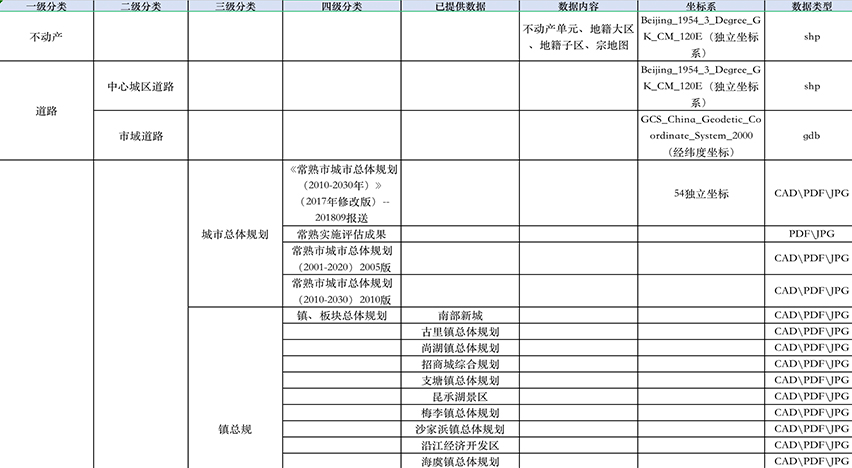 一级分类 二级分类 三级分类 四级分类 已提供数据 数据内容 坐标系 数据类型
不动产 不动产单元、地籍大区、地籍子区、宗地图 Beijing_1954_3_Degree_GK_CM_120E（独立坐标系） shp
道路 中心城区道路 Beijing_1954_3_Degree_GK_CM_120E（独立坐标系） shp
市域道路 GCS_China_Geodetic_Coordinate_System_2000（经纬度坐标） gdb
城市总体规划 《常熟市城市总体规划（2010-2030年）》（2017年修改版）--201809报送 54独立坐标 CAD\PDF\JPG
常熟实施评估成果 PDF\JPG
常熟市城市总体规划（2001-2020）2005版 CAD\PDF\JPG
常熟市城市总体规划（2010-2030）2010版 CAD\PDF\JPG
镇总规 镇、板块总体规划 南部新城 CAD\PDF\JPG
古里镇总体规划 CAD\PDF\JPG
尚湖镇总体规划 CAD\PDF\JPG
招商城综合规划 CAD\PDF\JPG
支塘镇总体规划 CAD\PDF\JPG
昆承湖景区 CAD\PDF\JPG
梅李镇总体规划 CAD\PDF\JPG
沙家浜镇总体规划 CAD\PDF\JPG
沿江经济开发区 CAD\PDF\JPG
海虞镇总体规划 CAD\PDF\JPG